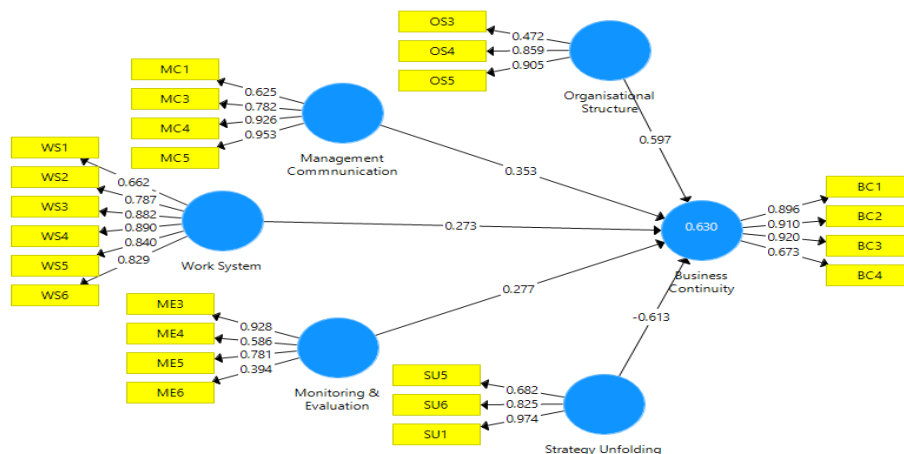 OS3
0.472
OS4
0.859
OS5
0.905
Organisational
Structure
MC1
0.625
MC3
0.782
MC4
0.926
MC5
0.953
Management
Commnunication
0.597
0.353
WS1
0.662
WS2
0.787
WS3
0.882
WS4
0.890
WS5
0.840
WS6
0.829
Work System
0.273
0.630
Business
Continuity
BC1
0.896
BC2
0.910
BC3
0.920
BC4
0.673
0.277
-0.613
ME3
0.928
ME4
0.586
ME5
0.781
ME6
0.394
Monitoring &
Evaluation
SU5
0.682
SU6
0.825
SU1
0.974
Strategy Unfolding